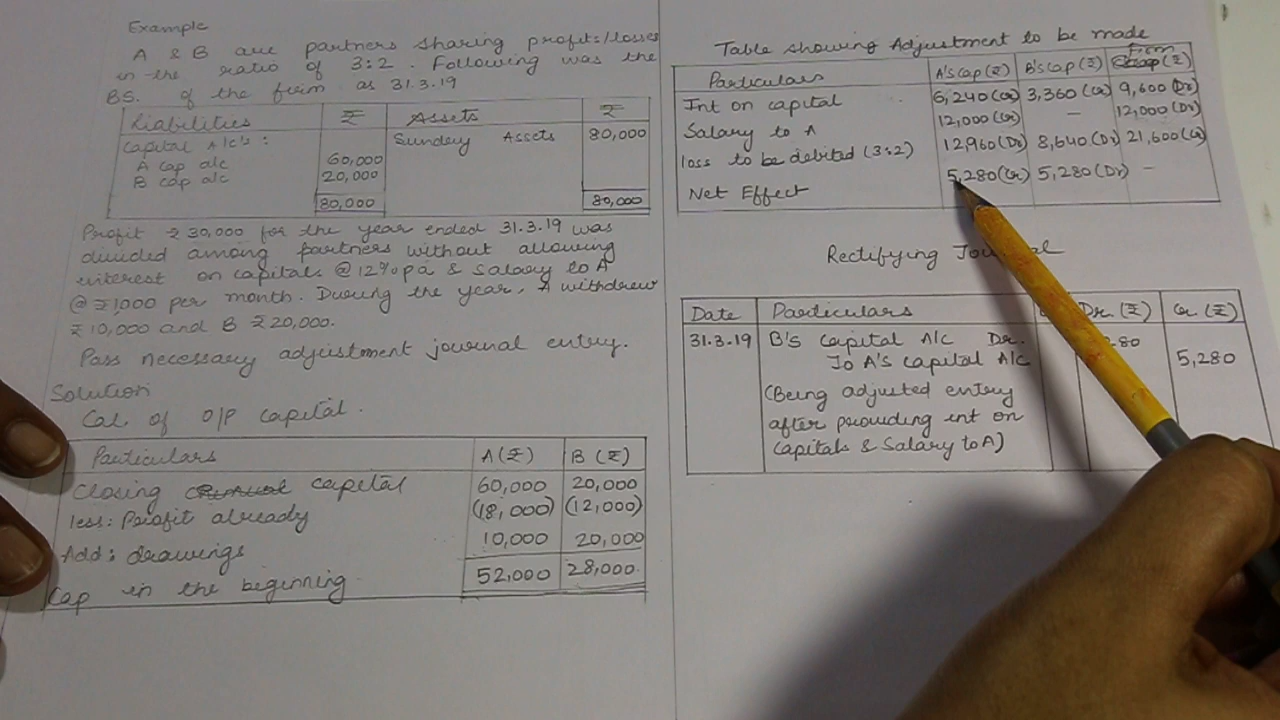 Example
A & B are partners sharing profits/losses
in the ratio of 3:2. Following was the
BS. of the firm as 31.3.19
Liabilities ₹ Assets ₹
Capital A/c's: Sundry Assets 80,000
A Cap a/c 60,000
B Cap a/c 20,000
80,000 80,000
Profit ₹ 30,000 for the year ended 31.3.19 was
divided among partners without allowing
interest on capitals @ 12% pa & salary to A
@ ₹1,000 per month. During the year, A withdrew
₹ 10,000 and B ₹ 20,000.
Pass necessary adjustment journal entry.
Solution
Cal. of O/P capital.
Particulars A (₹) B (₹)
Closing capital 60,000 20,000
less: Profit already (18,000) (12,000)
Add: drawings 10,000 20,000
Cap in the beginning 52,000 28,000
Table showing Adjustment to be made
Particulars A's Cap (₹) B's Cap (₹) Firm (₹)
Int on capital 6,240 (Cr) 3,360 (Cr) 9,600 (Dr)
Salary to A 12,000 (Cr) — 12,000 (Dr)
loss to be debited (3:2) 12,960 (Dr) 8,640 (Dr) 21,600 (Cr)
Net Effect 5,280 (Cr) 5,280 (Dr) —
Rectifying
Date Particulars Dr. (₹) Cr. (₹)
31.3.19 B's capital A/c Dr. 280
To A's capital A/c 5,280
(Being adjusted entry
after providing int on
Capitals & Salary to A)